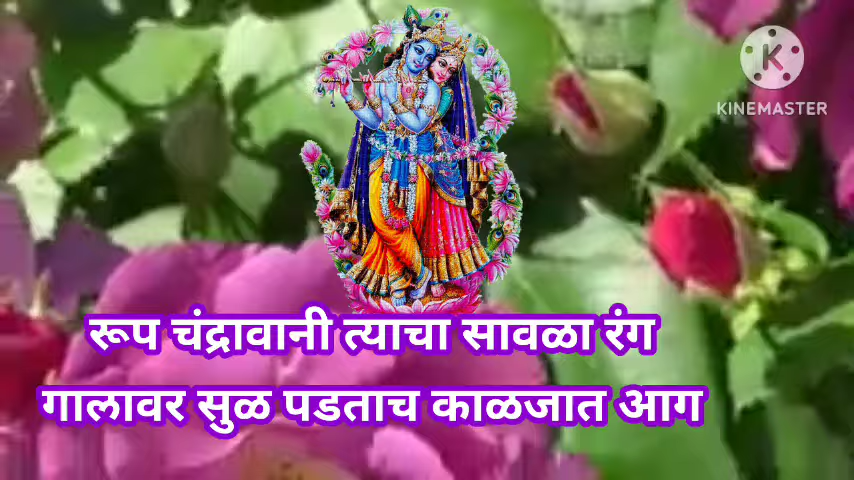 KINEMASTER
रूप चंद्रावानी त्याचा सावळा रंग
गालावर सुळ पडताच काळजात आग